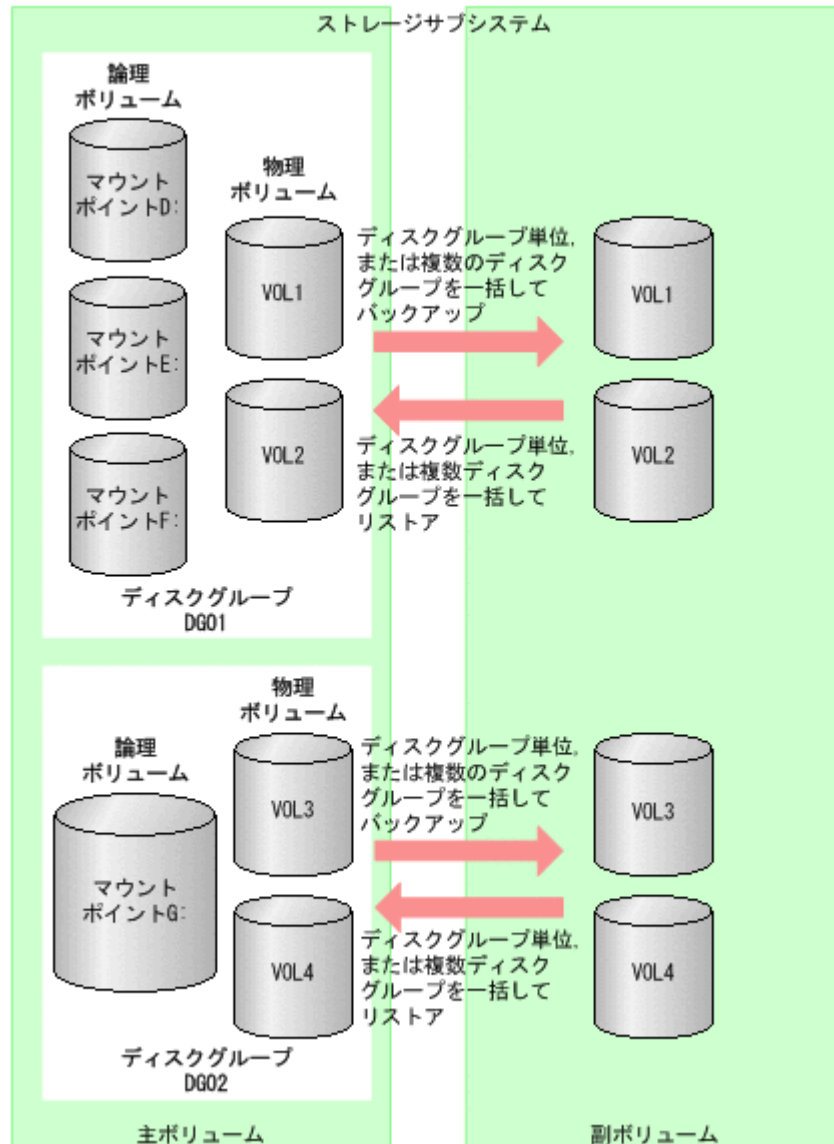 ストレージサブシステム
論理
ボリューム
マウント
ポイントD:
マウント
ポイントE:
マウント
ポイントF:
物理
ボリューム
VOL1
VOL2
ディスクグループ
DG01
ディスクグループ単位,
または複数のディスク
グループを一括して
バックアップ
ディスクグループ単位,
または複数ディスク
グループを一括して
リストア
VOL1
VOL2
論理
ボリューム
マウント
ポイントG:
物理
ボリューム
VOL3
VOL4
ディスクグループ
DG02
ディスクグループ単位,
または複数のディスク
グループを一括して
バックアップ
ディスクグループ単位,
または複数ディスク
グループを一括して
リストア
VOL3
VOL4
主ボリューム
副ボリューム